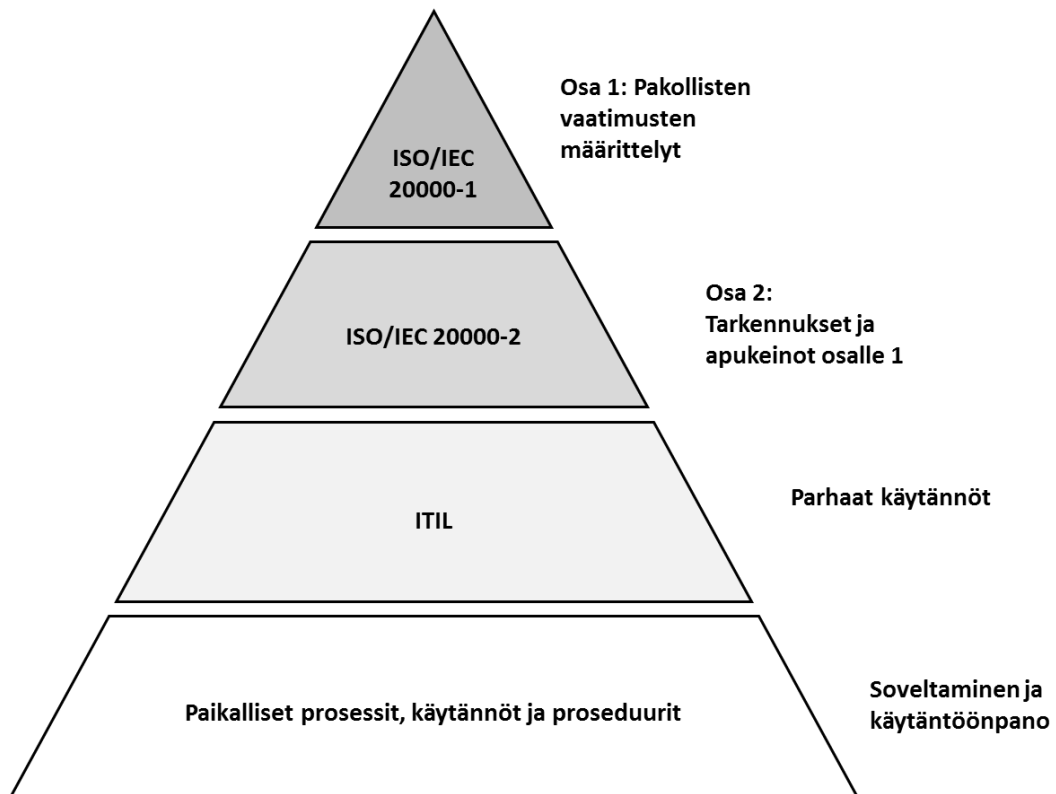 Osa 1: Pakollisten
vaatimusten
määrittelyt
ISO/IEC
20000-1
Osa 2:
Tarkennukset ja
apukeinot osalle 1
ISO/IEC 20000-2
Parhaat käytännöt
ITIL
Soveltaminen ja
käytäntöönpano
Paikalliset prosessit, käytännöt ja proseduurit